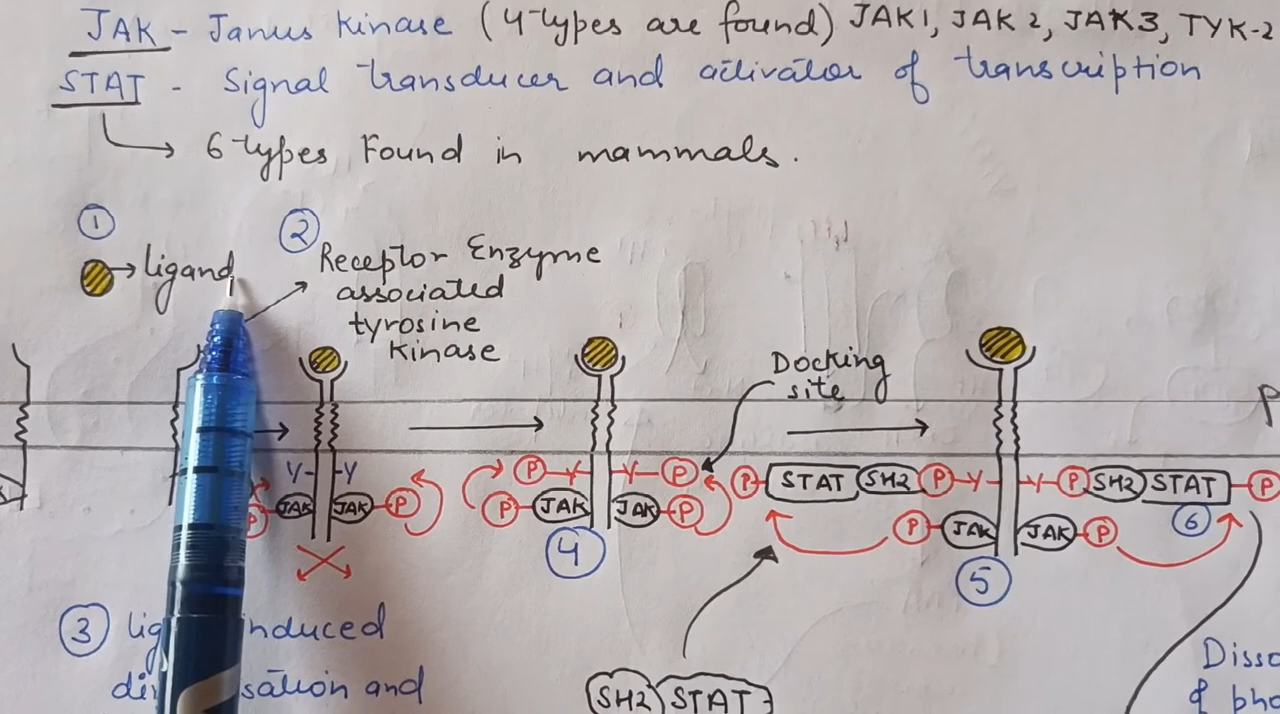 JAK - Janus Kinase (4-types are found) JAK1, JAK2, JAK3, TYK-2
STAT - Signal transducer and activator of transcription
6 types Found in mammals.
1
ligand
2
Receptor Enzyme
associated
tyrosine
Kinase
Docking
site
Y Y
P JAK JAK P
P Y Y P
P JAK JAK P
4
P STAT SH2 P Y Y P SH2 STAT P
P JAK JAK P
6
5
3 induced
sation and
SH2 STAT